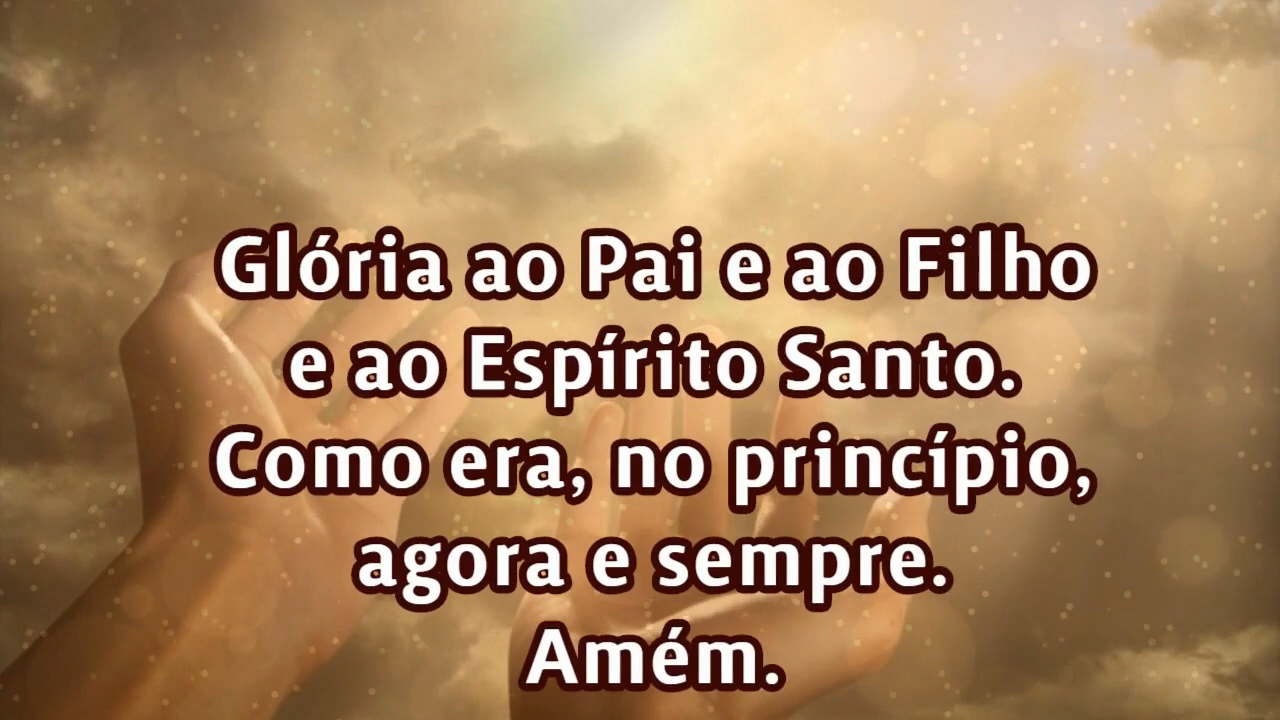 Glória ao Pai e ao Filho
e ao Espírito Santo.
Como era, no princípio,
agora e sempre.
Amém.